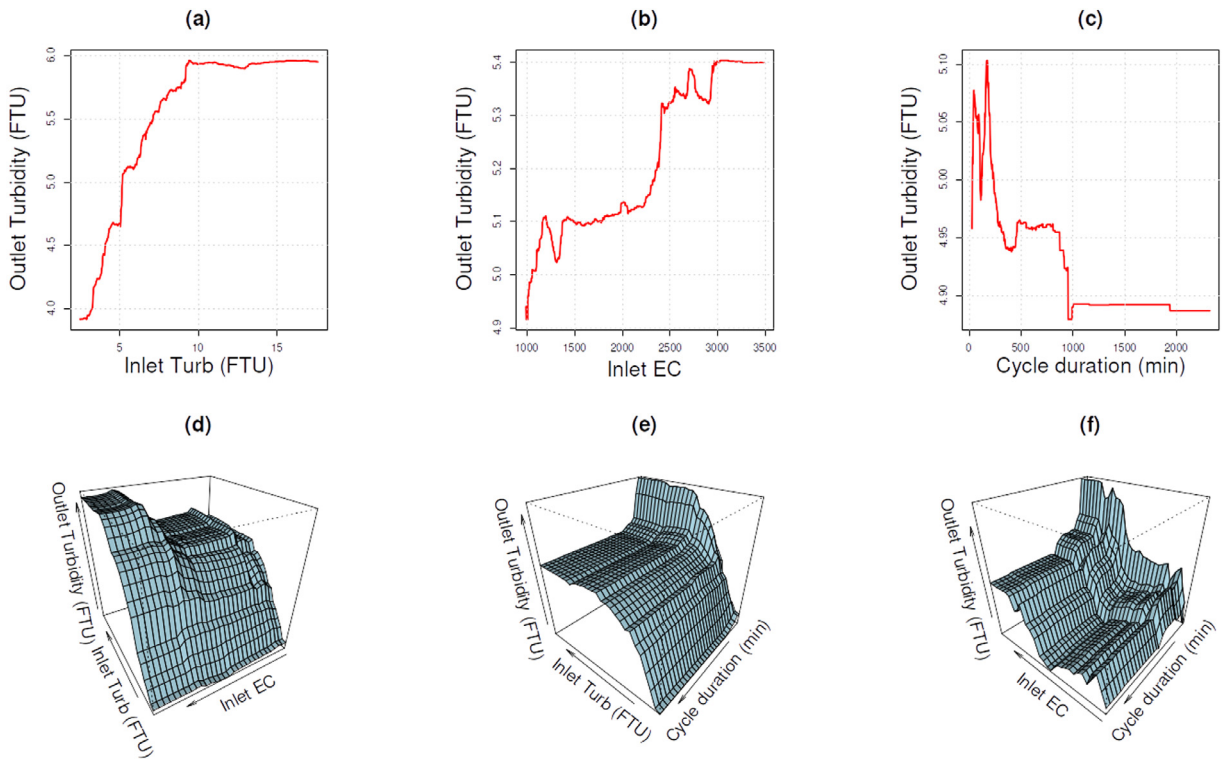 (a)
Outlet Turbidity (FTU)
6.0
5.5
5.0
4.5
4.0
5
10
15
Inlet Turb (FTU)
(b)
Outlet Turbidity (FTU)
5.4
5.3
5.2
5.1
5.0
4.9
1000
1500
2000
2500
3000
3500
Inlet EC
(c)
Outlet Turbidity (FTU)
5.10
5.05
5.00
4.95
4.90
0
500
1000
1500
2000
Cycle duration (min)
(d)
Outlet Turbidity (FTU)
Inlet Turb (FTU)
Inlet EC
(e)
Outlet Turbidity (FTU)
Inlet Turb (FTU)
Cycle duration (min)
(f)
Outlet Turbidity (FTU)
Inlet EC
Cycle duration (min)